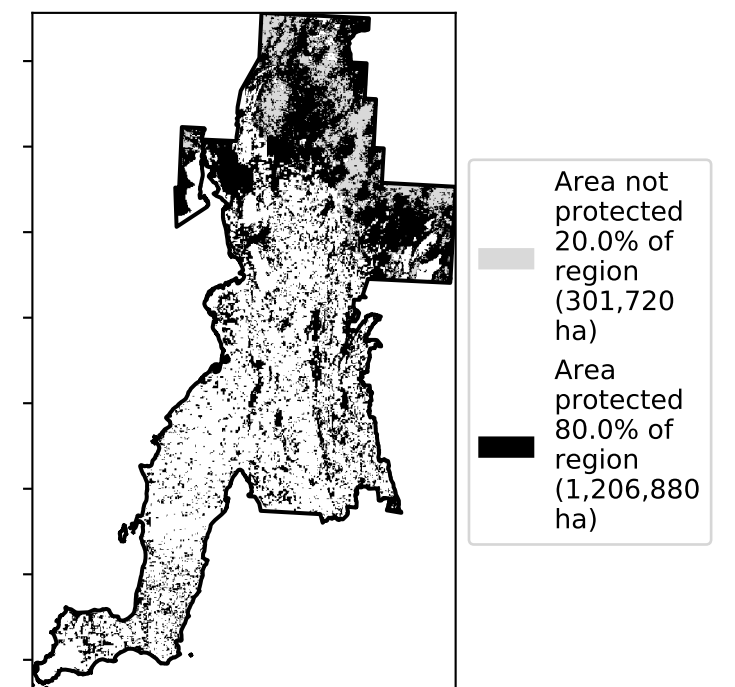 Area not
protected
20.0% of
region
(301,720
ha)
Area
protected
80.0% of
region
(1,206,880
ha)